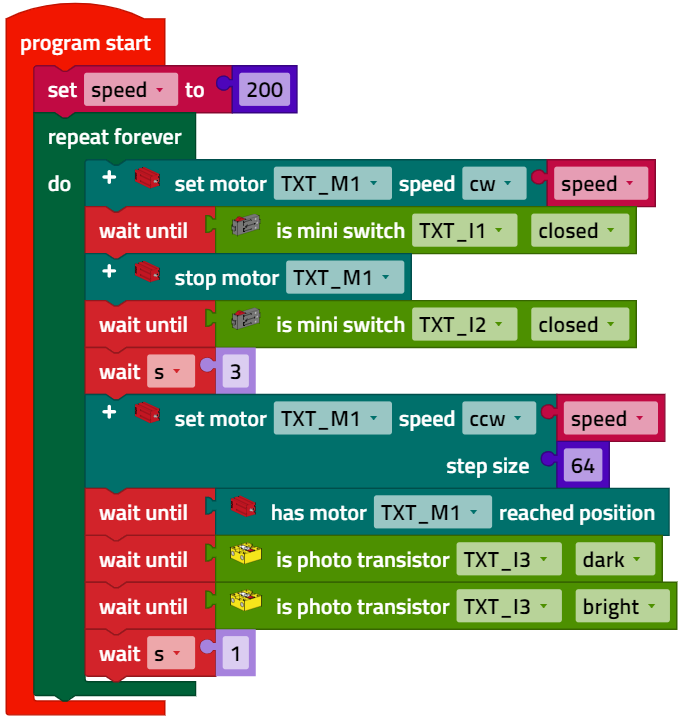 program start
set speed to 200
repeat forever
do + set motor TXT_M1 speed cw speed
wait until is mini switch TXT_I1 closed
+ stop motor TXT_M1
wait until is mini switch TXT_I2 closed
wait s 3
+ set motor TXT_M1 speed ccw speed
step size 64
wait until has motor TXT_M1 reached position
wait until is photo transistor TXT_I3 dark
wait until is photo transistor TXT_I3 bright
wait s 1